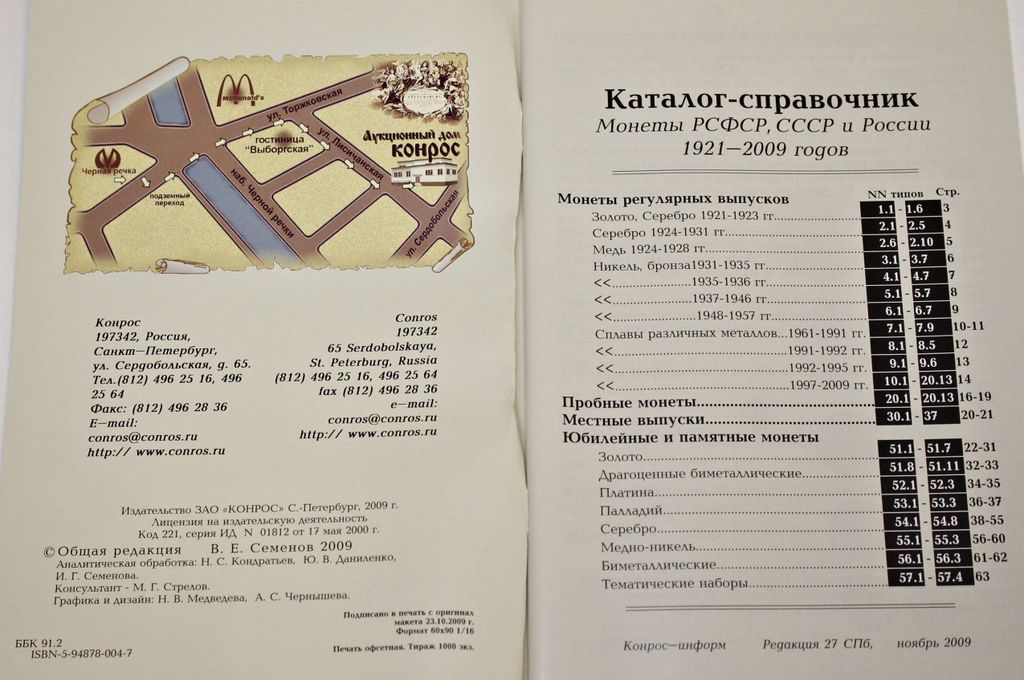 McDonald's
ул. Торжковская
гостиница
"Выборгская"
ул. Лисичанская
Аукционный дом
КОНРОС
Черная речка
подземный
переход
наб. Черной речки
ул. Сердобольская
Конрос
197342, Россия,
Санкт—Петербург,
ул. Сердобольская, д. 65.
Тел.(812) 496 25 16, 496
25 64
Факс: (812) 496 28 36
E—mail:
conros@conros.ru
http:// www.conros.ru
Conros
197342
65 Serdobolskaya,
St. Peterburg, Russia
(812) 496 25 16, 496 25 64
fax (812) 496 28 36
e—mail:
conros@conros.ru
http:// www.conros.ru
Издательство ЗАО «КОНРОС» С.-Петербург, 2009 г.
Лицензия на издательскую деятельность
Код 221, серия ИД N 01812 от 17 мая 2000 г.
© Общая редакция В. Е. Семенов 2009
Аналитическая обработка: Н. С. Кондратьев, Ю. В. Даниленко,
И. Г. Семенова.
Консультант - М. Г. Стрелов.
Графика и дизайн: Н. В. Медведева, А. С. Чернышева.
Подписано в печать с оригинал
макета 23.10.2009 г.
Формат 60х90 1/16
Печать офсетная. Тираж 1000 экз.
ББК 91.2
ISBN-5-94878-004-7
Каталог-справочник
Монеты РСФСР, СССР и России
1921—2009 годов
NN типов Стр.
Монеты регулярных выпусков
Золото, Серебро 1921-1923 гг. 1.1 - 1.6 3
Серебро 1924-1931 гг. 2.1 - 2.5 4
Медь 1924-1928 гг. 2.6 - 2.10 5
Никель, бронза1931-1935 гг. 3.1 - 3.7 6
<< 1935-1936 гг. 4.1 - 4.7 7
<< 1937-1946 гг. 5.1 - 5.7 8
<< 1948-1957 гг. 6.1 - 6.7 9
Сплавы различных металлов...1961-1991 гг. 7.1 - 7.9 10-11
<< 1991-1992 гг. 8.1 - 8.5 12
<< 1992-1995 гг. 9.1 - 9.6 13
<< 1997-2009 гг. 10.1 - 20.13 14
Пробные монеты 20.1 - 20.13 16-19
Местные выпуски 30.1 - 37 20-21
Юбилейные и памятные монеты
Золото 51.1 - 51.7 22-31
Драгоценные биметаллические 51.8 - 51.11 32-33
Платина 52.1 - 52.3 34-35
Палладий 53.1 - 53.3 36-37
Серебро 54.1 - 54.8 38-55
Медно-никель 55.1 - 55.3 56-60
Биметаллические 56.1 - 56.3 61-62
Тематические наборы 57.1 - 57.4 63
Конрос—информ Редакция 27 СПб, ноябрь 2009